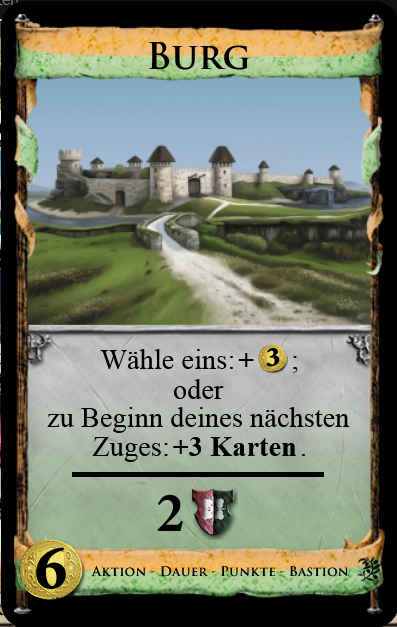 BURG
Wähle eins: + 3 ;
oder
zu Beginn deines nächsten
Zuges: +3 Karten .
2
6 AKTION - DAUER - PUNKTE - BASTION